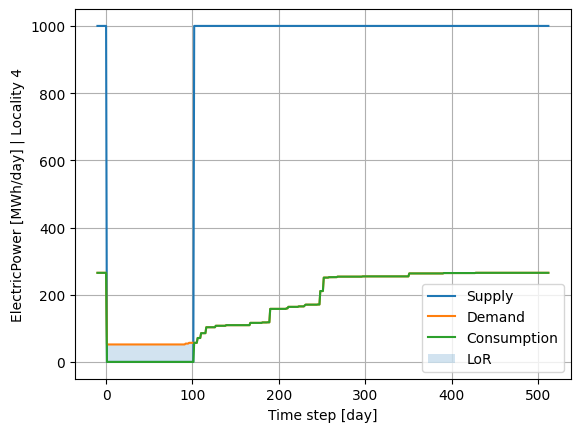 ElectricPower [MWh/day] | Locality 4
1000
800
600
400
200
0
0 100 200 300 400 500
Time step [day]
Supply
Demand
Consumption
LoR